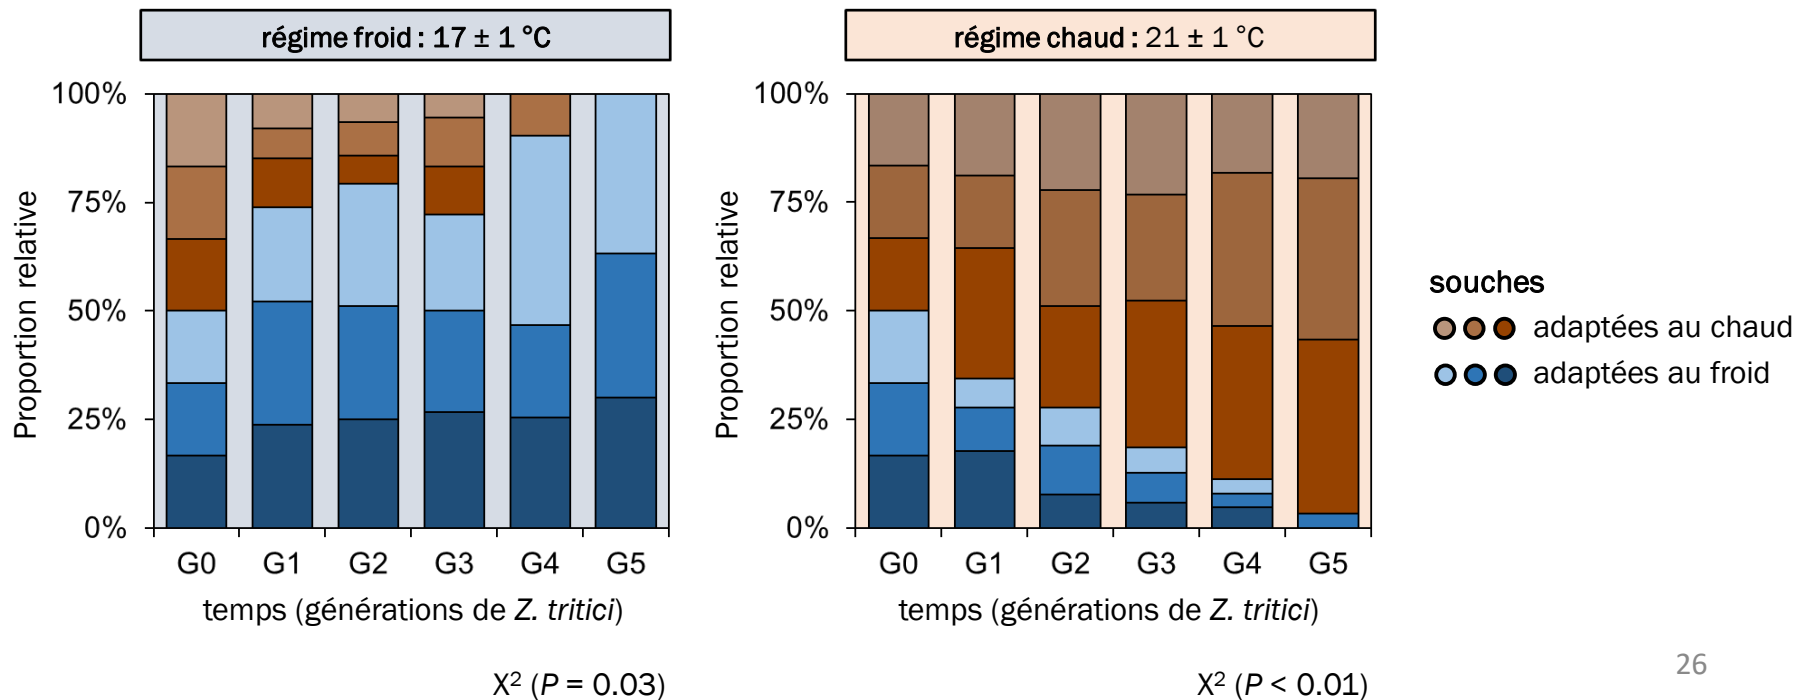 régime froid : 17 ± 1 °C
100%
75%
50%
25%
0%
Proportion relative
G0 G1 G2 G3 G4 G5
temps (générations de Z. tritici)
X² (P = 0.03)
régime chaud : 21 ± 1 °C
100%
75%
50%
25%
0%
Proportion relative
G0 G1 G2 G3 G4 G5
temps (générations de Z. tritici)
X² (P < 0.01)
souches
adaptées au chaud
adaptées au froid
26